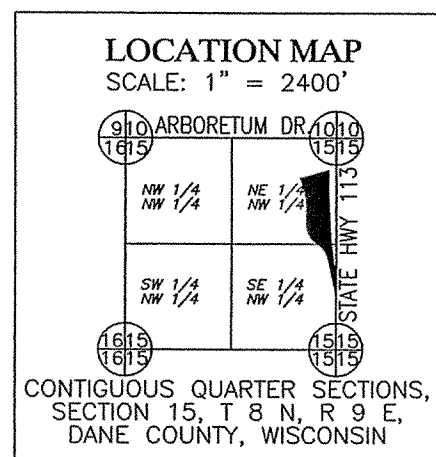 LOCATION MAP
SCALE: 1" = 2400'
9 10 ARBORETUM DR. 10 10
16 15 15 15
NW 1/4 NE 1/4
NW 1/4 NW 1/4
STATE HWY 113
SW 1/4 SE 1/4
NW 1/4 NW 1/4
16 15 15 15
16 15 15 15
CONTIGUOUS QUARTER SECTIONS,
SECTION 15, T 8 N, R 9 E,
DANE COUNTY, WISCONSIN